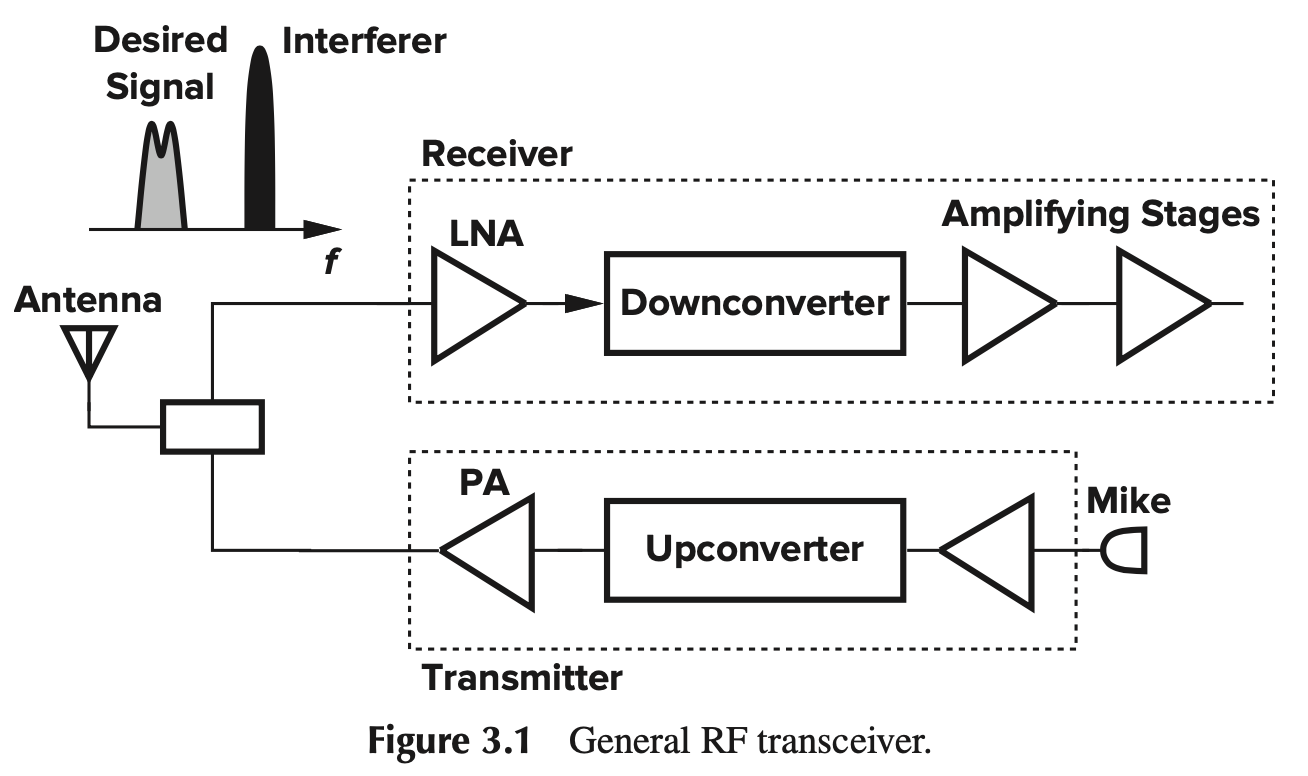 Desired
Signal
Interferer
f
Receiver
LNA
Amplifying Stages
Downconverter
Antenna
PA
Mike
Upconverter
Transmitter
Figure 3.1 General RF transceiver.